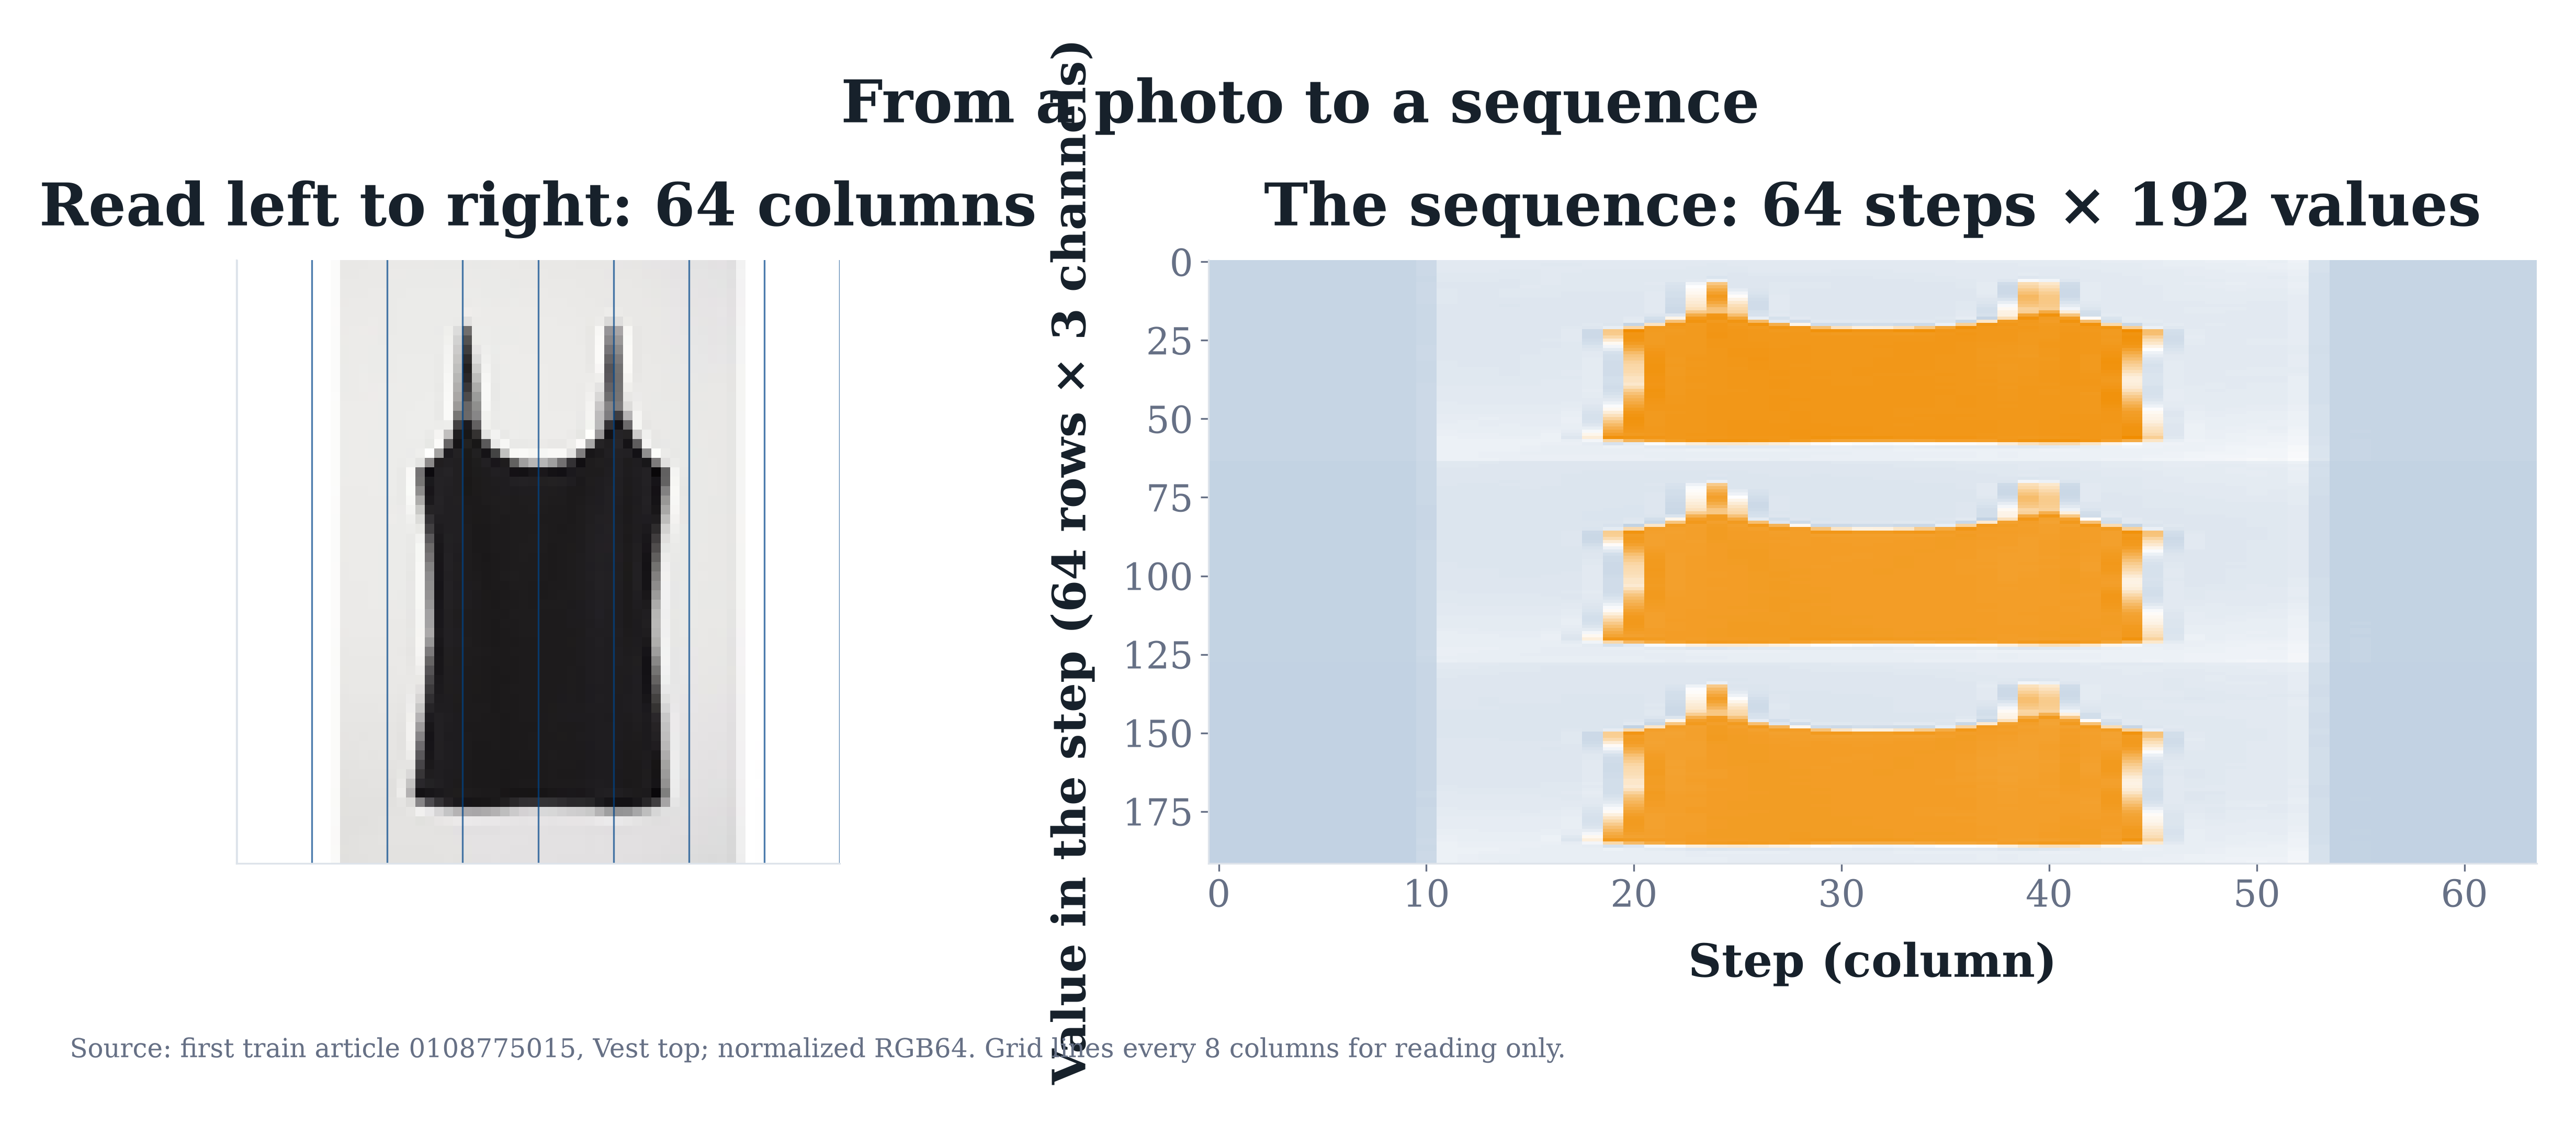 From a photo to a sequence
Read left to right: 64 columns
The sequence: 64 steps × 192 values
Value in the step (64 rows × 3 channels)
0
25
50
75
100
125
150
175
0 10 20 30 40 50 60
Step (column)
Source: first train article 0108775015, Vest top; normalized RGB64. Grid lines every 8 columns for reading only.